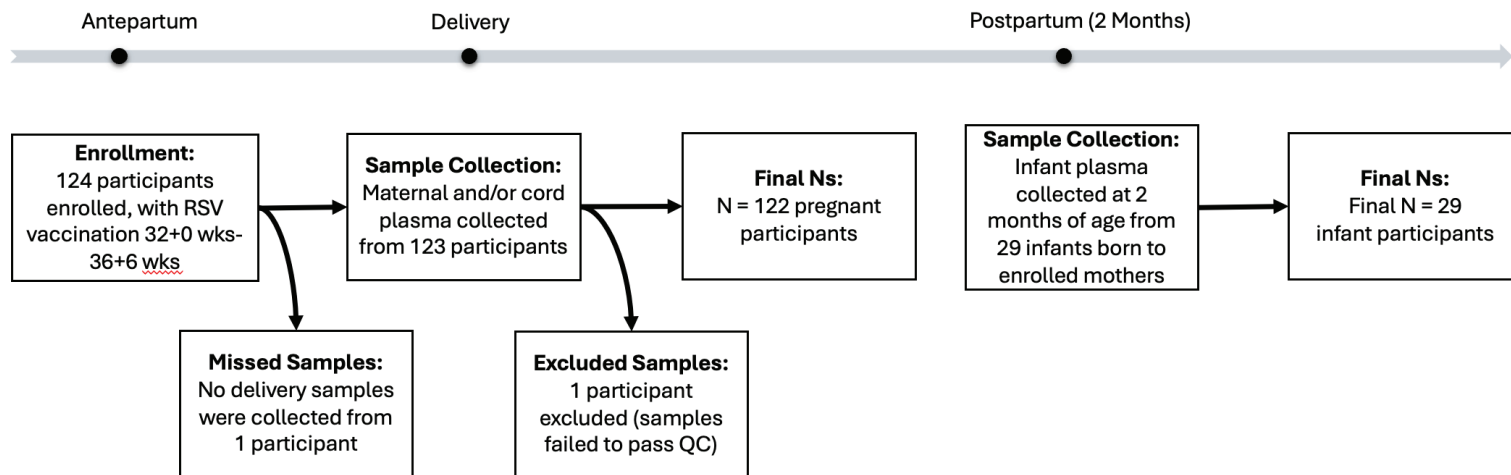 Antepartum
Delivery
Postpartum (2 Months)
Enrollment:
124 participants
enrolled, with RSV
vaccination 32+0 wks-
36+6 wks
Sample Collection:
Maternal and/or cord
plasma collected
from 123 participants
Final Ns:
N = 122 pregnant
participants
Sample Collection:
Infant plasma
collected at 2
months of age from
29 infants born to
enrolled mothers
Final Ns:
Final N = 29
infant participants
Missed Samples:
No delivery samples
were collected from
1 participant
Excluded Samples:
1 participant
excluded (samples
failed to pass QC)